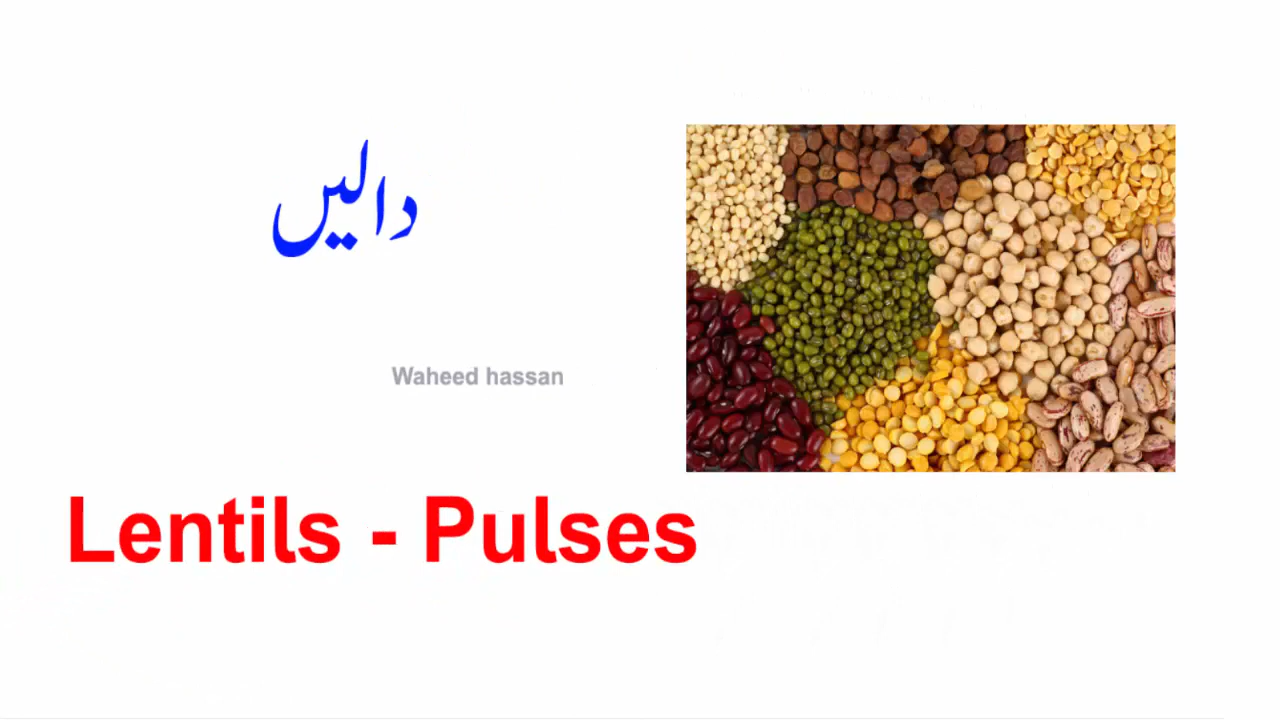 دالیں
Waheed hassan
Lentils - Pulses